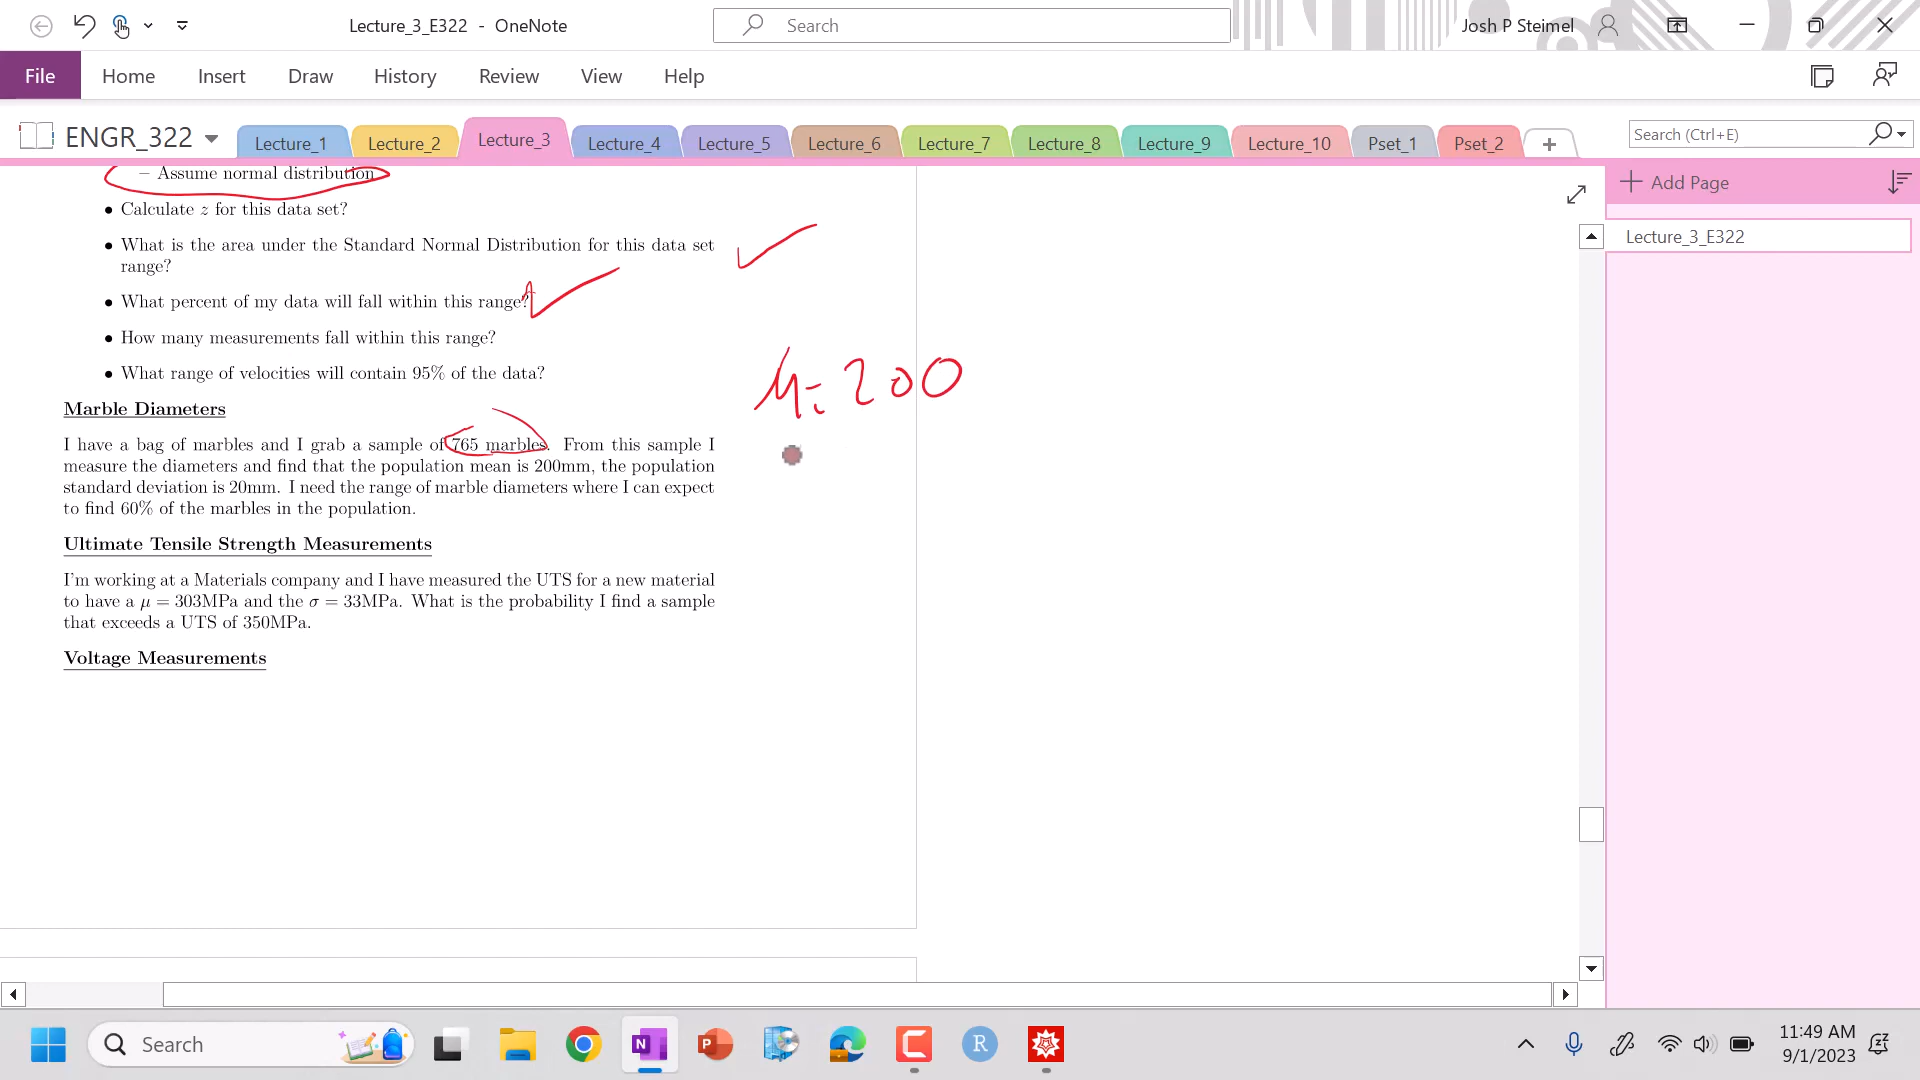 Lecture_3_E322 - OneNote
Search
Josh P Steimel
File Home Insert Draw History Review View Help
ENGR_322
Lecture_1 Lecture_2 Lecture_3 Lecture_4 Lecture_5 Lecture_6 Lecture_7 Lecture_8 Lecture_9 Lecture_10 Pset_1 Pset_2
Search (Ctrl+E)
Add Page
Lecture_3_E322
– Assume normal distribution
• Calculate z for this data set?
• What is the area under the Standard Normal Distribution for this data set
range?
• What percent of my data will fall within this range?
• How many measurements fall within this range?
• What range of velocities will contain 95% of the data?
Marble Diameters
I have a bag of marbles and I grab a sample of 765 marbles. From this sample I
measure the diameters and find that the population mean is 200mm, the population
standard deviation is 20mm. I need the range of marble diameters where I can expect
to find 60% of the marbles in the population.
Ultimate Tensile Strength Measurements
I'm working at a Materials company and I have measured the UTS for a new material
to have a μ = 303MPa and the σ = 33MPa. What is the probability I find a sample
that exceeds a UTS of 350MPa.
Voltage Measurements
μ = 200
Search
11:49 AM
9/1/2023